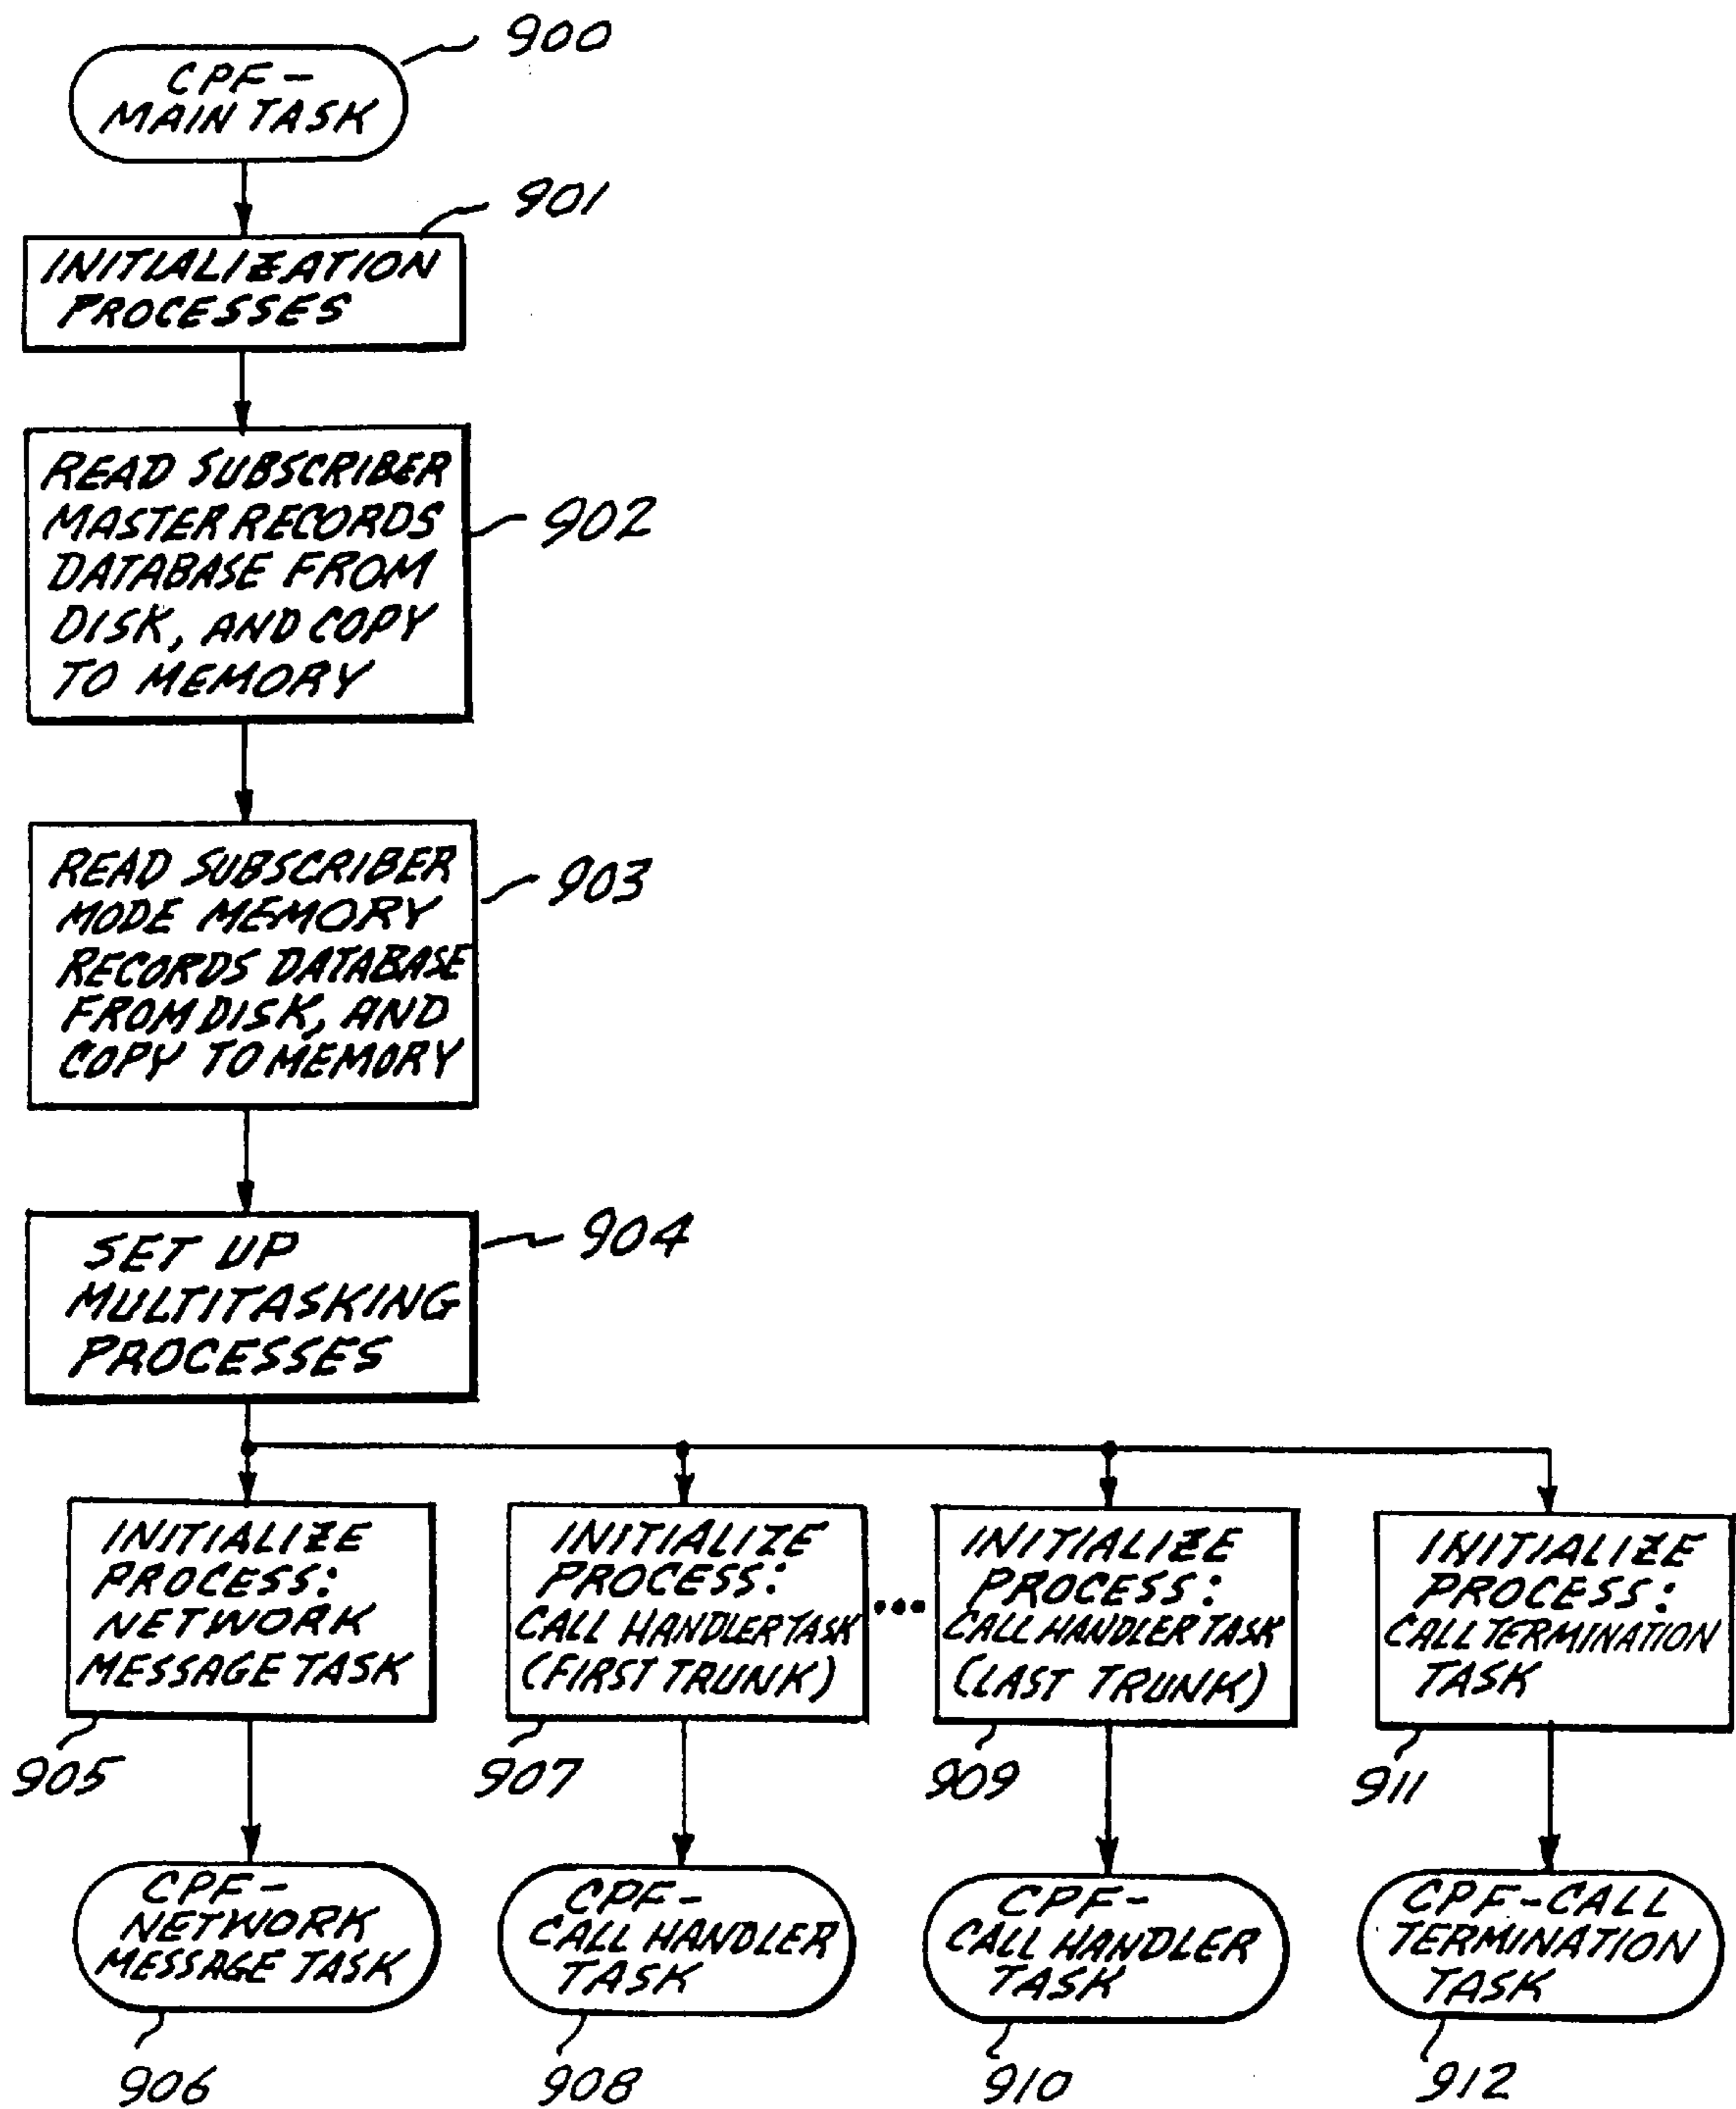 900
CPF-
MAIN TASK
901
INITIALIZATION
PROCESSES
READ SUBSCRIBER
MASTER RECORDS
DATABASE FROM
DISK, AND COPY
TO MEMORY
902
READ SUBSCRIBER
MODE MEMORY
RECORDS DATABASE
FROM DISK, AND
COPY TO MEMORY
903
SET UP
MULTITASKING
PROCESSES
904
INITIALIZE
PROCESS:
NETWORK
MESSAGE TASK
905
INITIALIZE
PROCESS:
CALL HANDLER TASK
(FIRST TRUNK)
907
•••
INITIALIZE
PROCESS:
CALL HANDLER TASK
(LAST TRUNK)
909
INITIALIZE
PROCESS:
CALL TERMINATION
TASK
911
CPF-
NETWORK
MESSAGE TASK
906
CPF-
CALL HANDLER
TASK
908
CPF-
CALL HANDLER
TASK
910
CPF-CALL
TERMINATION
TASK
912